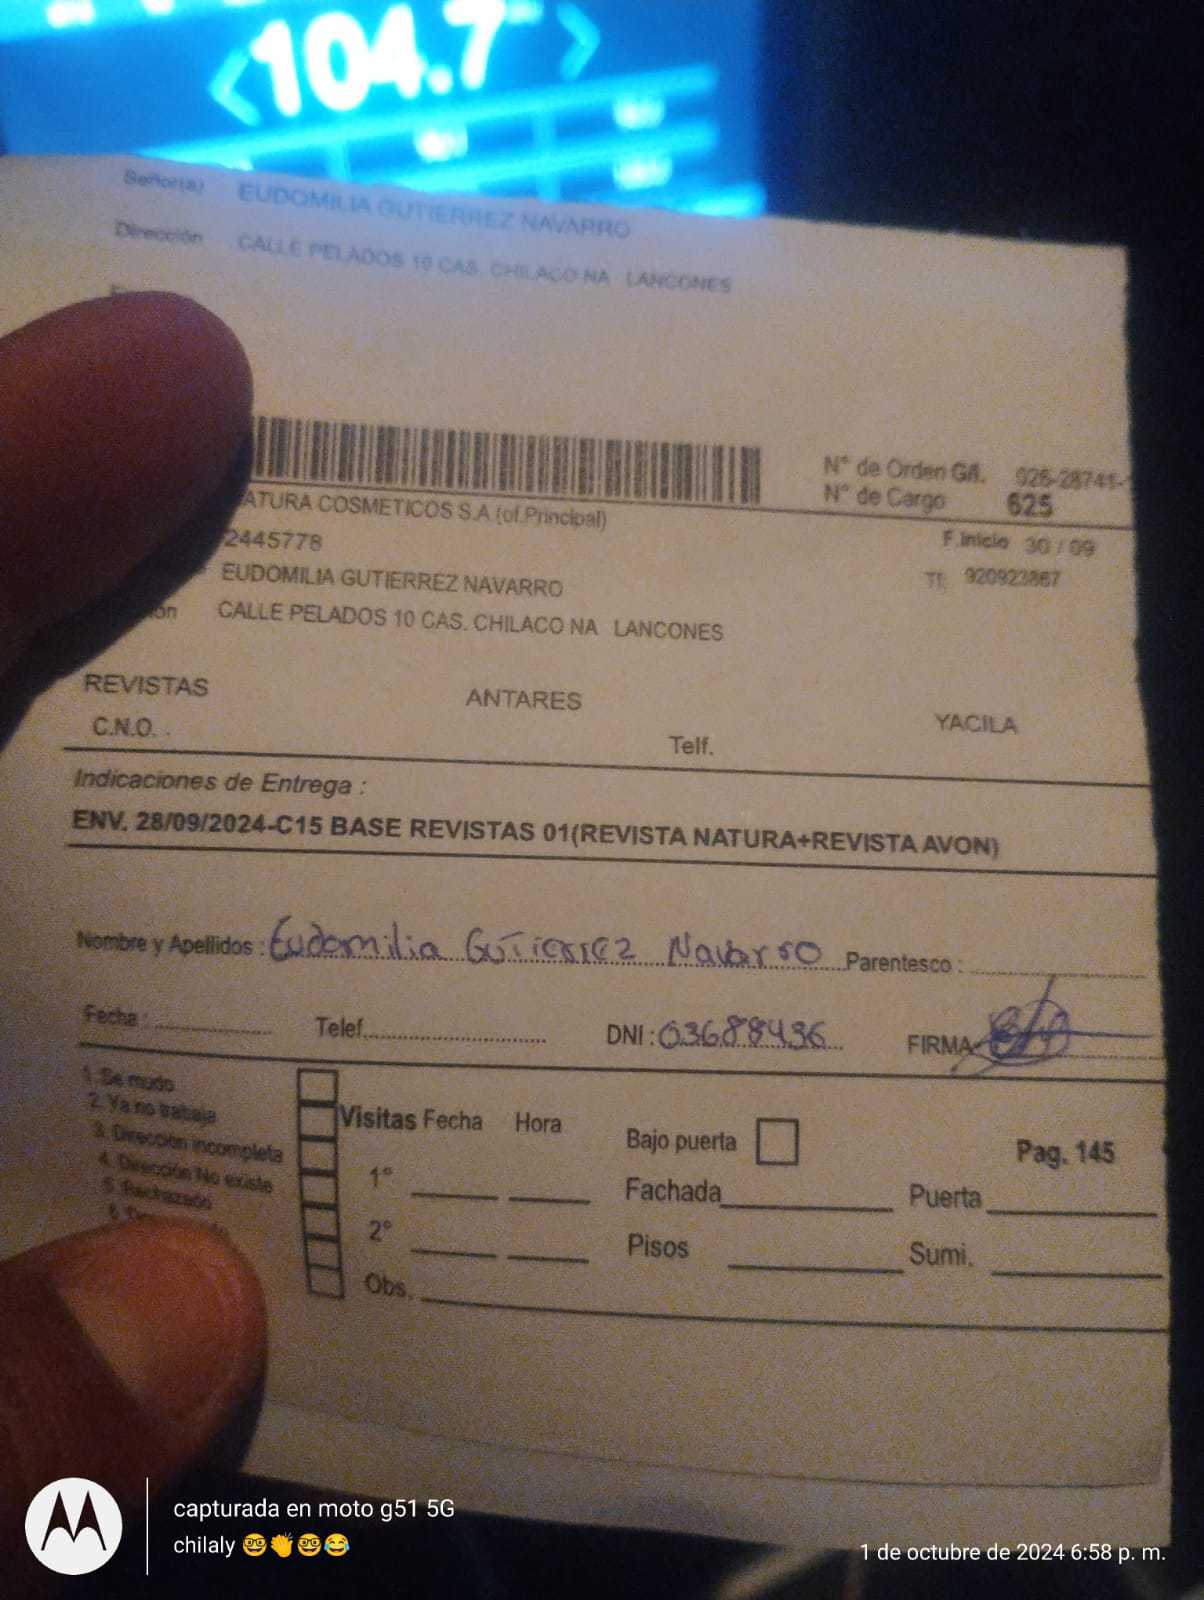 104.7
Señor(a) EUDOMILIA GUTIERREZ NAVARRO
Dirección CALLE PELADOS 10 CAS. CHILACO NA LANCONES
N° de Orden G/I. 026-28741-
N° de Cargo 625
ATURA COSMETICOS S.A.(of.Principal)
2445778 F.Inicio 30 / 09
EUDOMILIA GUTIERREZ NAVARRO Tf: 920923867
ón CALLE PELADOS 10 CAS. CHILACO NA LANCONES
REVISTAS ANTARES YACILA
C.N.O. . Telf.
Indicaciones de Entrega :
ENV. 28/09/2024-C15 BASE REVISTAS 01(REVISTA NATURA+REVISTA AVON)
Nombre y Apellidos : Eudomilia Gutierrez Navarro Parentesco :
Fecha : Telef. DNI : 03688436 FIRMA
1. Se mudo
2. Ya no trabaja
3. Dirección incompleta
4. Dirección No existe
5. Rechazado
Visitas Fecha Hora Bajo puerta Pag. 145
1° Fachada Puerta
2° Pisos Sumi.
Obs.
capturada en moto g51 5G
chilaly 🤓👏🤓😂
1 de octubre de 2024 6:58 p. m.